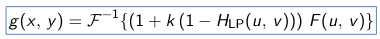 g(x, y) = ℱ⁻¹{(1 + k (1 − H_LP(u, v))) F(u, v)}